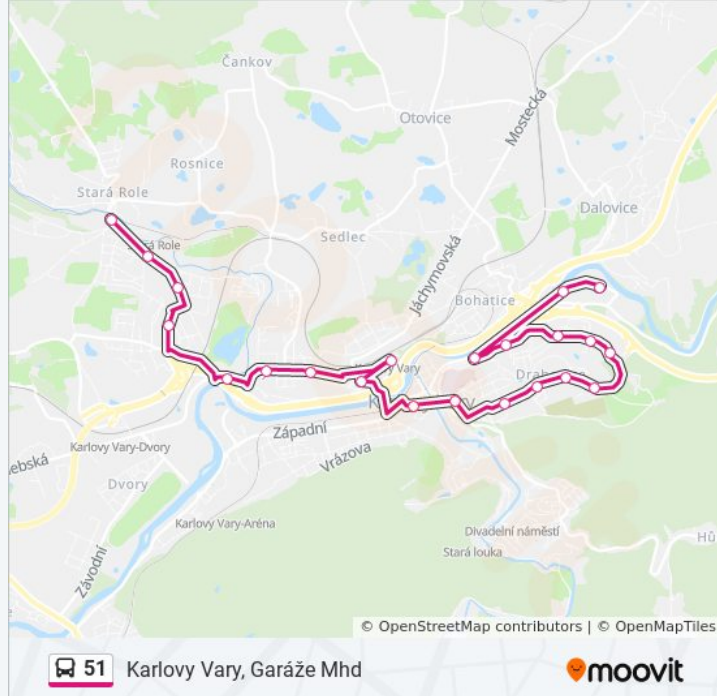 Čankov
Otovice
Mostecká
Rosnice
Stará Role
Dalovice
Sedlec
Jáchymovská
Bohatice
Západní
Vrázova
Karlovy Vary-Dvory
Dvory
Karlovy Vary-Aréna
Závodní
Divadelní náměstí
Stará louka
© OpenStreetMap contributors | © OpenMapTiles
51 Karlovy Vary, Garáže Mhd
moovit